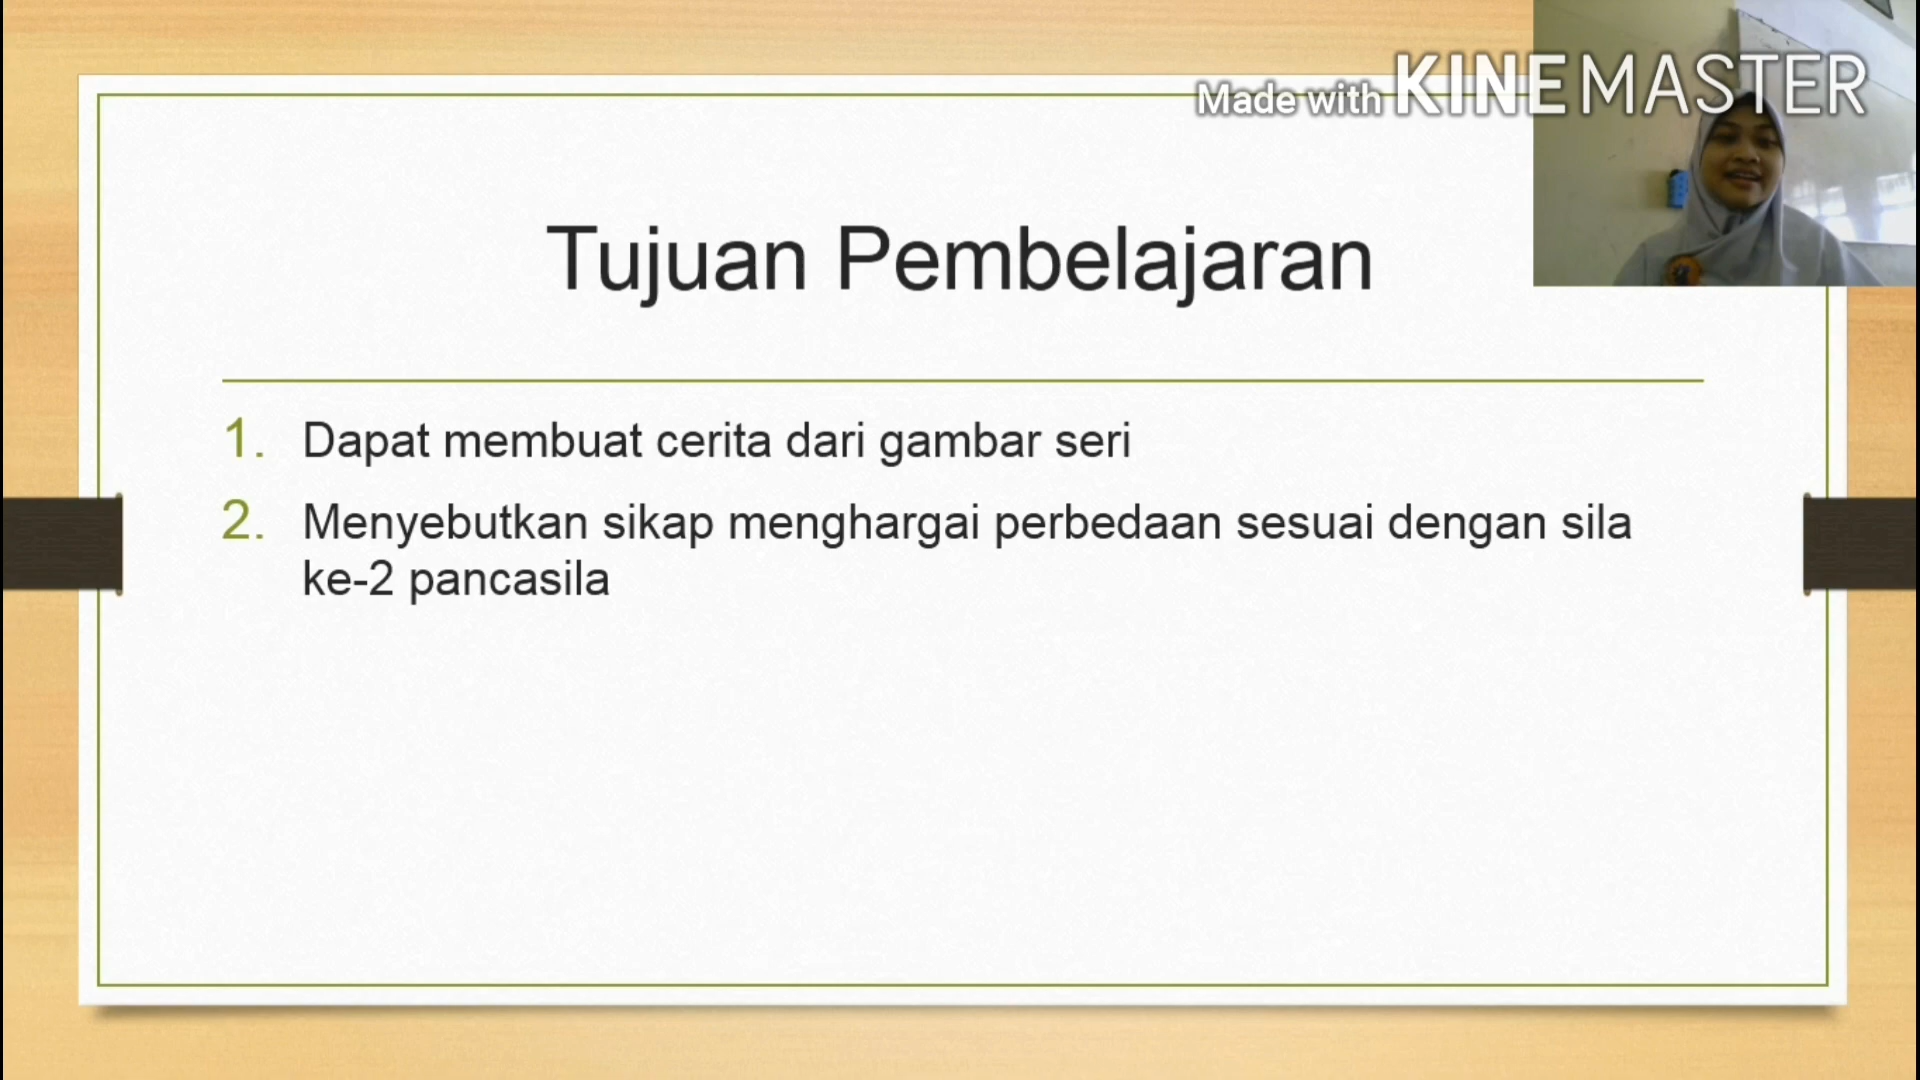 Made with KINEMASTER
Tujuan Pembelajaran
1. Dapat membuat cerita dari gambar seri
2. Menyebutkan sikap menghargai perbedaan sesuai dengan sila
ke-2 pancasila